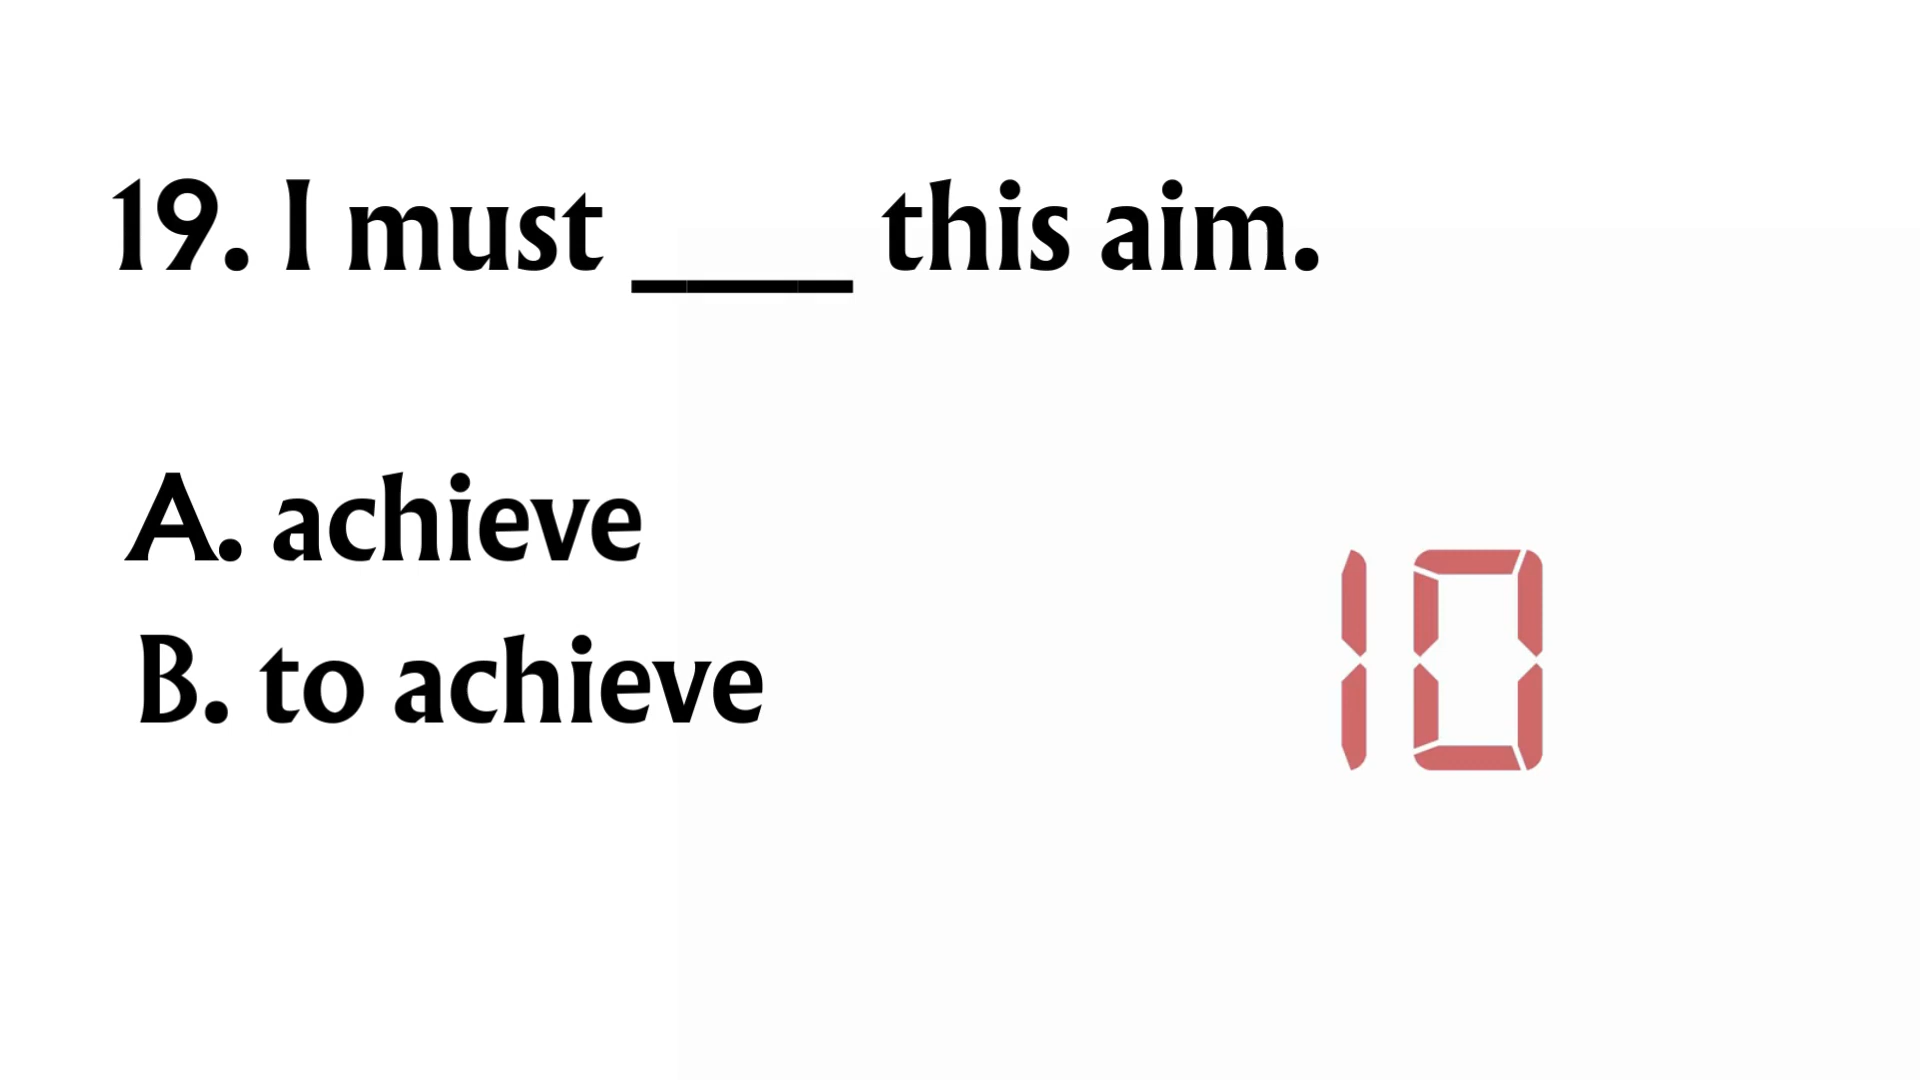 19. I must ____ this aim.
A. achieve
10
B. to achieve